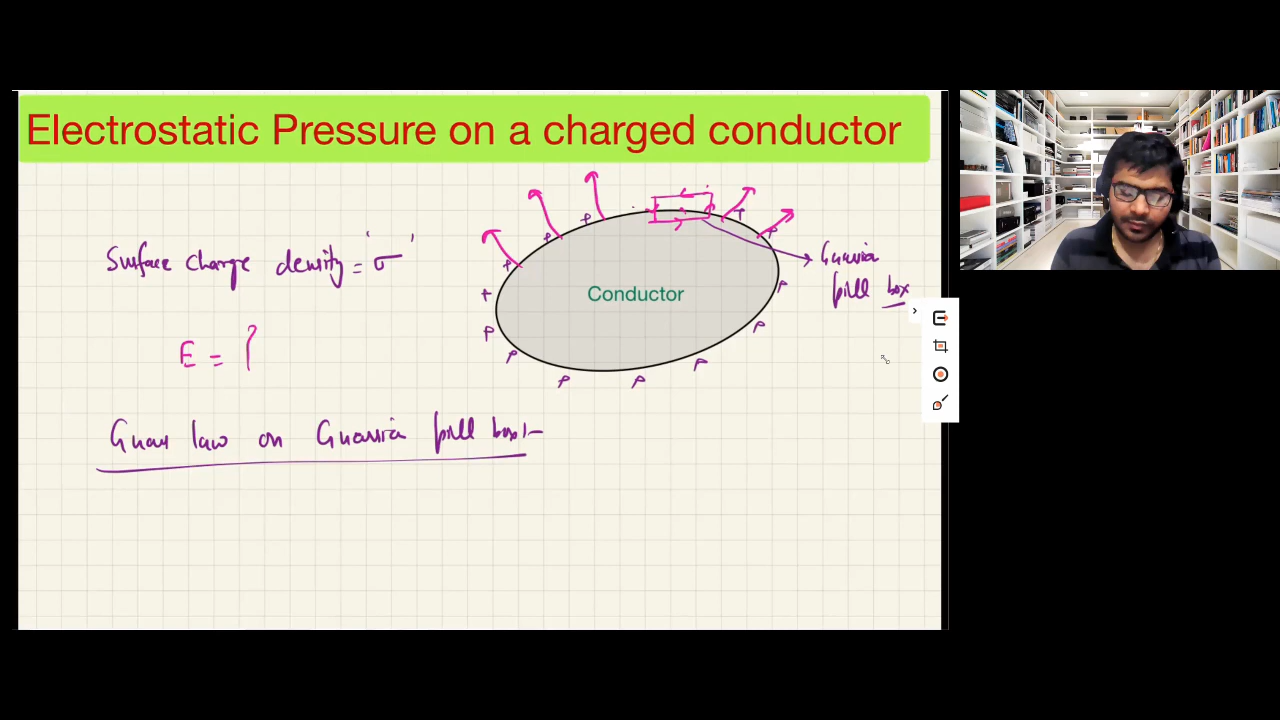 Electrostatic Pressure on a charged conductor
Surface charge density = 'σ'
Conductor
Gaussian
pill box
E = ?
Gauss law on Gaussian pill box:-